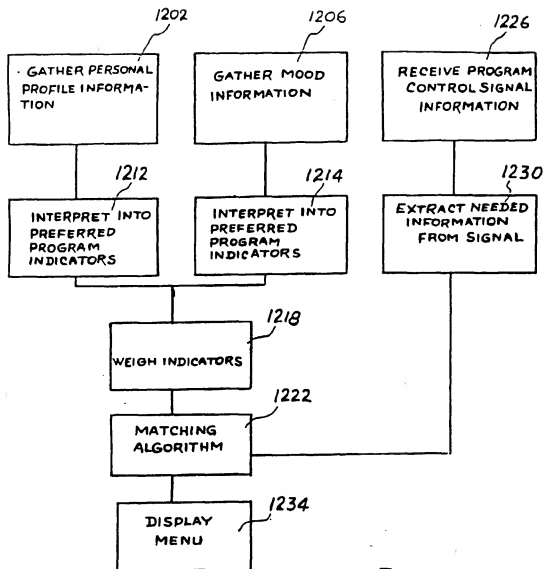 1202
1206
1226
GATHER PERSONAL
PROFILE INFORMA-
TION
GATHER MOOD
INFORMATION
RECEIVE PROGRAM
CONTROL SIGNAL
INFORMATION
1212
1214
1230
INTERPRET INTO
PREFERRED
PROGRAM
INDICATORS
INTERPRET INTO
PREFERRED
PROGRAM
INDICATORS
EXTRACT NEEDED
INFORMATION
FROM SIGNAL
1218
WEIGH INDICATORS
1222
MATCHING
ALGORITHM
1234
DISPLAY
MENU